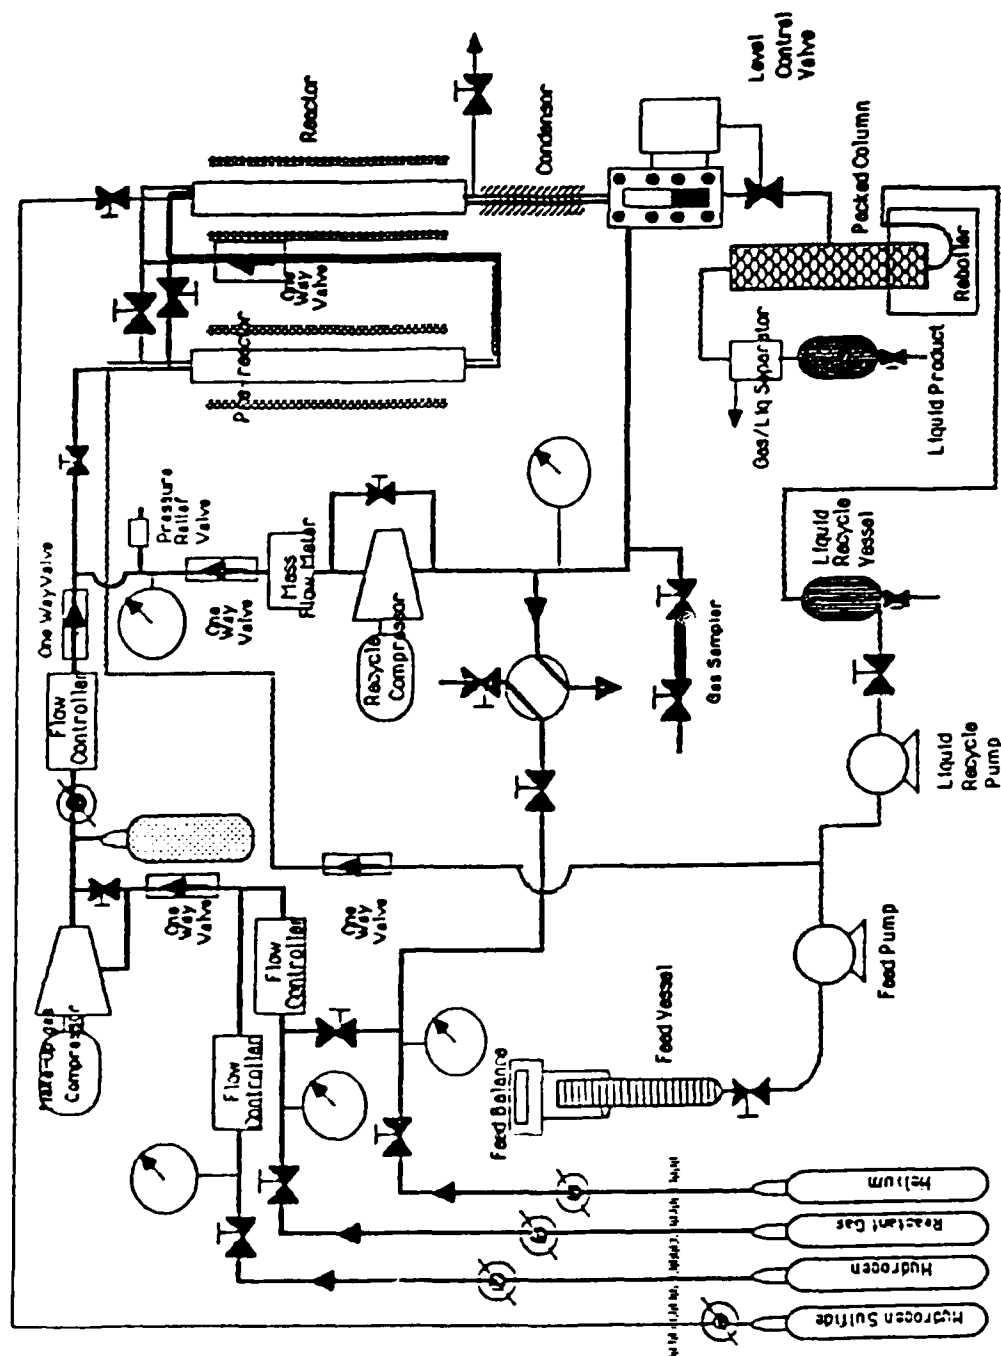 Reactor
Condensor
Level
Control
Valve
One
Way
Valve
Packed Column
Reboiler
Pre-reactor
Gas/Liq Separator
Liquid Product
Pressure
Relief
Valve
One Way Valve
One
Way
Valve
Mass
Flow Meter
Liquid
Recycle
Vessel
Recycle
Compressor
Gas Sampler
Flow
Controller
Liquid
Recycle
Pump
One
Way
Valve
One
Way
Valve
Flow
Controller
Feed Pump
Make-up gas
Compressor
Flow
Controller
Feed Vessel
Feed Balance
Helium
Reactant Gas
Hydrogen
Hydrogen Sulfide